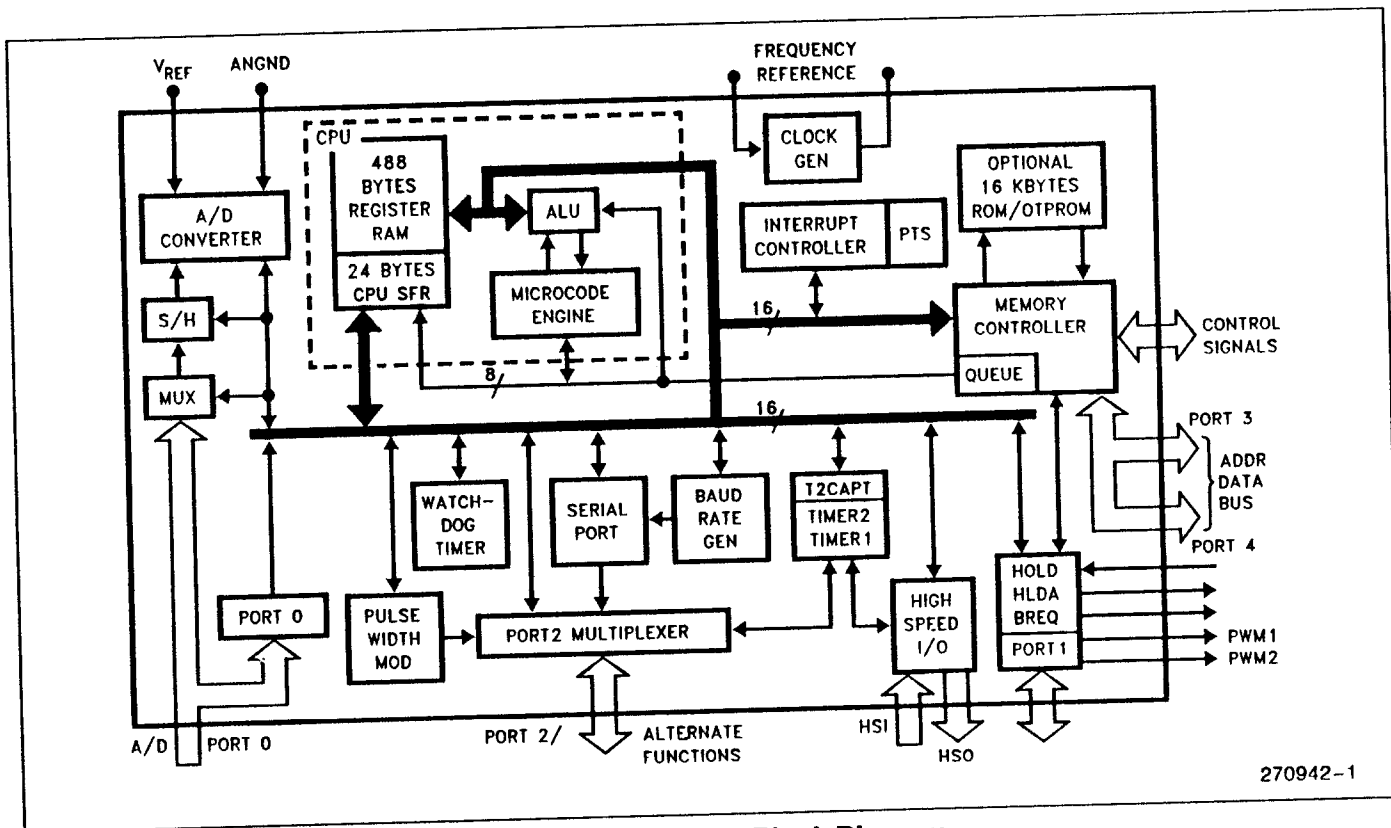 V_REF
ANGND
FREQUENCY
REFERENCE
CPU
488
BYTES
REGISTER
RAM
24 BYTES
CPU SFR
ALU
MICROCODE
ENGINE
CLOCK
GEN
OPTIONAL
16 KBYTES
ROM/OTPROM
INTERRUPT
CONTROLLER
PTS
A/D
CONVERTER
S/H
MUX
16
MEMORY
CONTROLLER
QUEUE
CONTROL
SIGNALS
8
16
PORT 3
ADDR
DATA
BUS
PORT 4
WATCH-
DOG
TIMER
SERIAL
PORT
BAUD
RATE
GEN
T2CAPT
TIMER2
TIMER1
PORT 0
PULSE
WIDTH
MOD
PORT2 MULTIPLEXER
HIGH
SPEED
I/O
HOLD
HLDA
BREQ
PORT 1
PWM1
PWM2
A/D
PORT 0
PORT 2/
ALTERNATE
FUNCTIONS
HSI
HSO
270942-1